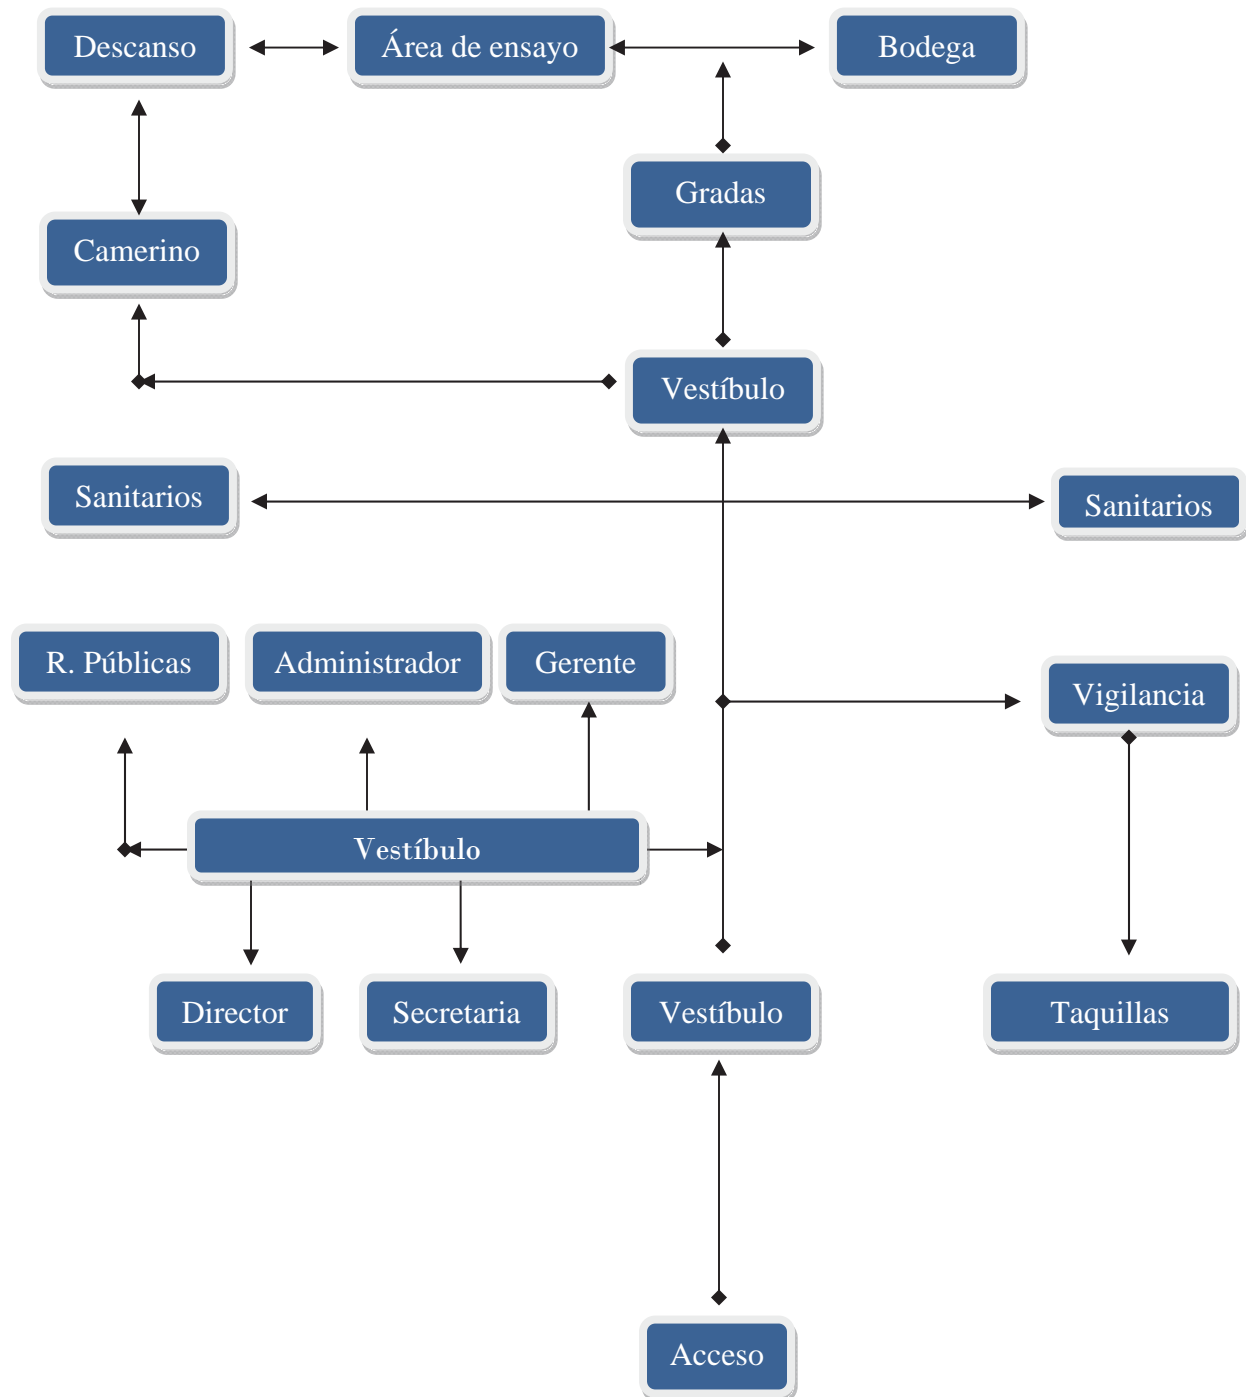 Descanso
Área de ensayo
Bodega
Gradas
Camerino
Vestíbulo
Sanitarios
Sanitarios
R. Públicas
Administrador
Gerente
Vigilancia
Vestíbulo
Director
Secretaria
Vestíbulo
Taquillas
Acceso